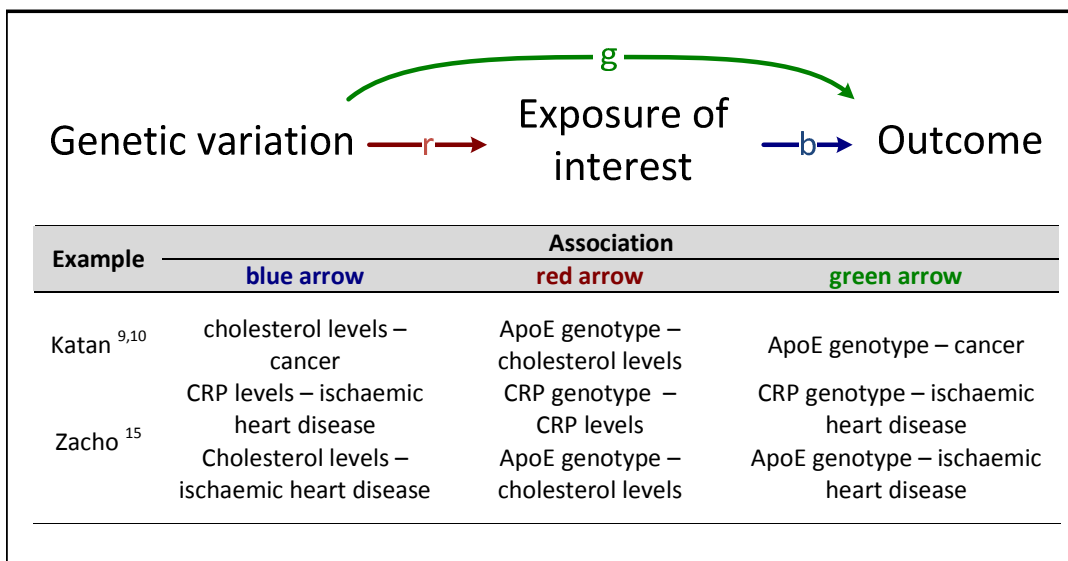 g
Genetic variation
r
Exposure of
interest
b
Outcome
Example
Association
blue arrow
red arrow
green arrow
Katan 9,10
cholesterol levels –
cancer
ApoE genotype –
cholesterol levels
ApoE genotype – cancer
Zacho 15
CRP levels – ischaemic
heart disease
CRP genotype –
CRP levels
CRP genotype – ischaemic
heart disease
Cholesterol levels –
ischaemic heart disease
ApoE genotype –
cholesterol levels
ApoE genotype – ischaemic
heart disease